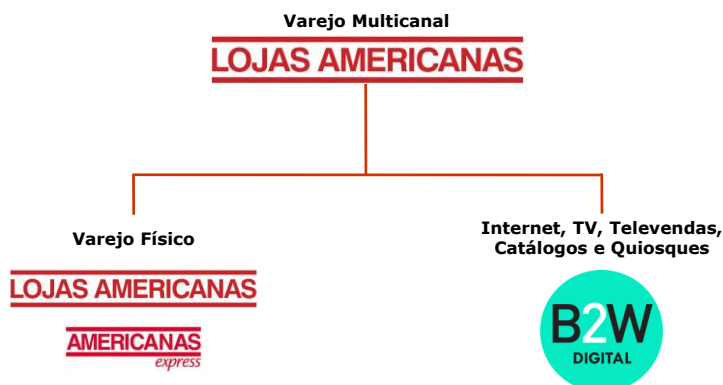 Varejo Multicanal
LOJAS AMERICANAS
Varejo Físico
LOJAS AMERICANAS
AMERICANAS
express
Internet, TV, Televendas,
Catálogos e Quiosques
B2W
DIGITAL